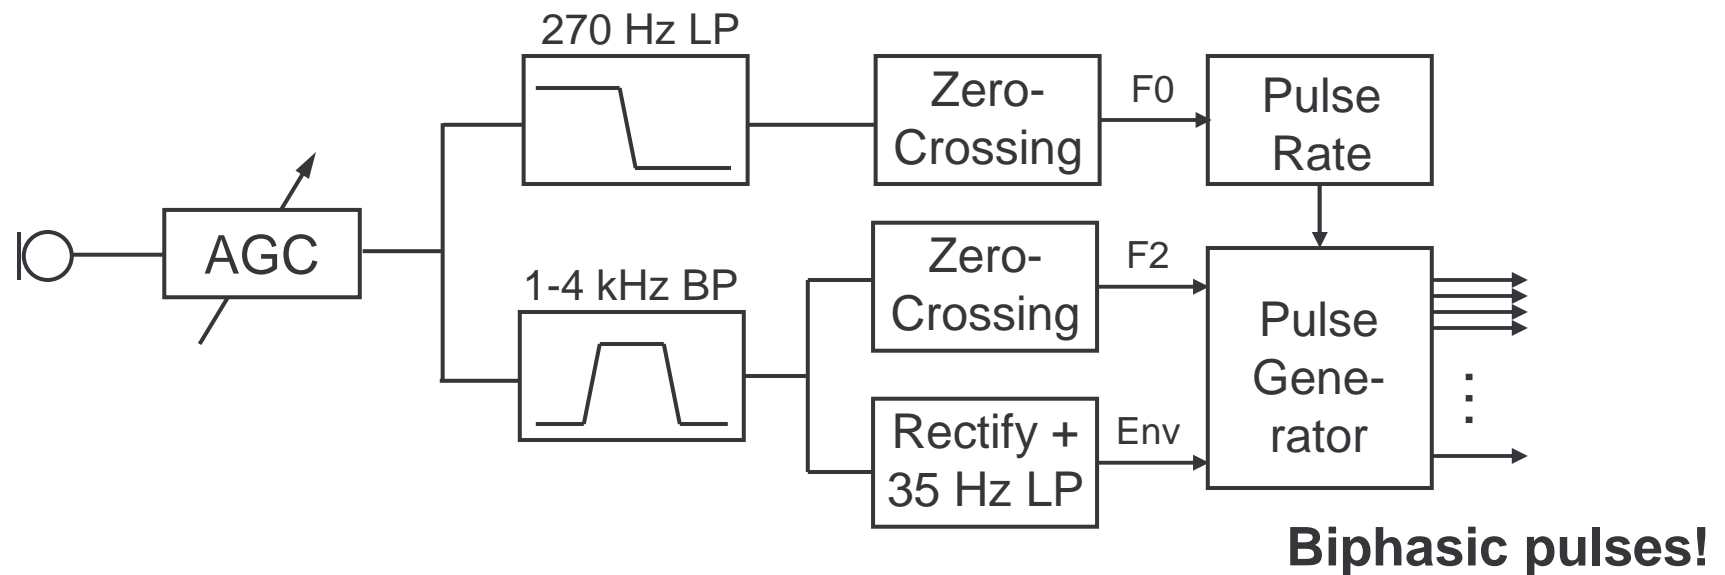 270 Hz LP
Zero-
Crossing
F0
Pulse
Rate
AGC
1-4 kHz BP
Zero-
Crossing
F2
Rectify +
35 Hz LP
Env
Pulse
Gene-
rator
Biphasic pulses!